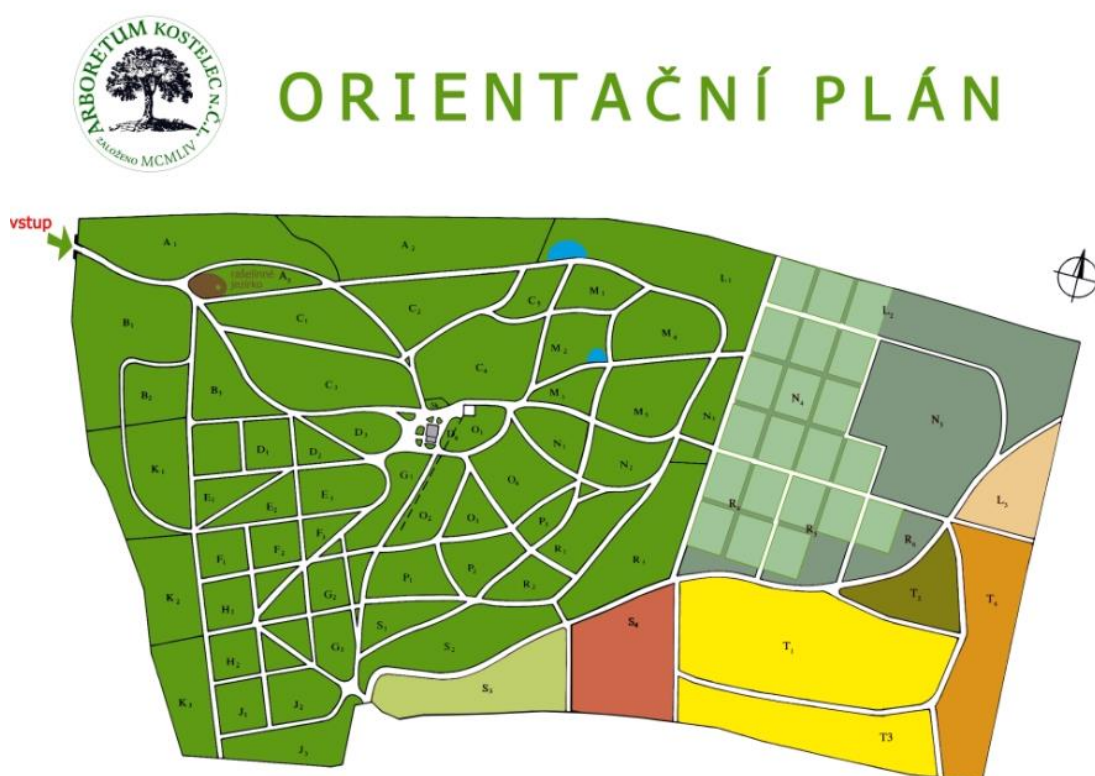 ARBORETUM KOSTELEC N.Č.L.
ZALOŽENO MCMLIV
ORIENTAČNÍ PLÁN
vstup
A1
A2
rašelinné
jezírko
A3
L1
L2
C5
M1
C2
C1
M4
B1
M2
C4
N4
B2
B3
C3
M3
M5
N3
N5
D3
O1
D1
D2
N1
K1
G1
O4
N2
L3
E1
E2
E3
O2
O3
P3
R5
R6
F1
F2
F3
R1
R3
P1
P2
R2
G2
K2
H1
T2
T4
S1
S4
H2
G3
S2
T1
S3
K3
J1
J2
T3
J3